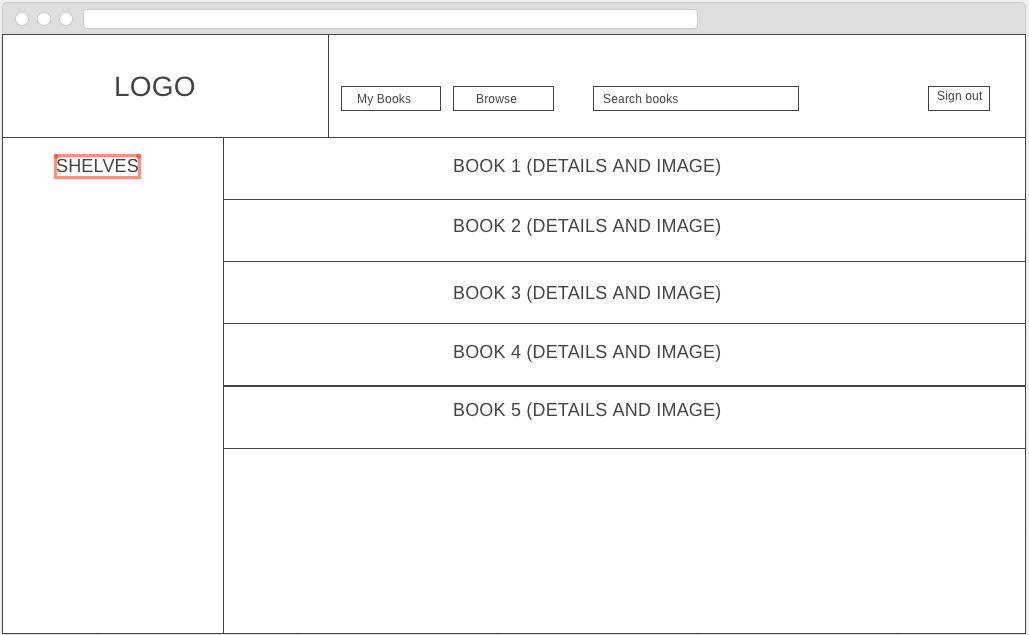 LOGO
My Books
Browse
Search books
Sign out
SHELVES
BOOK 1 (DETAILS AND IMAGE)
BOOK 2 (DETAILS AND IMAGE)
BOOK 3 (DETAILS AND IMAGE)
BOOK 4 (DETAILS AND IMAGE)
BOOK 5 (DETAILS AND IMAGE)